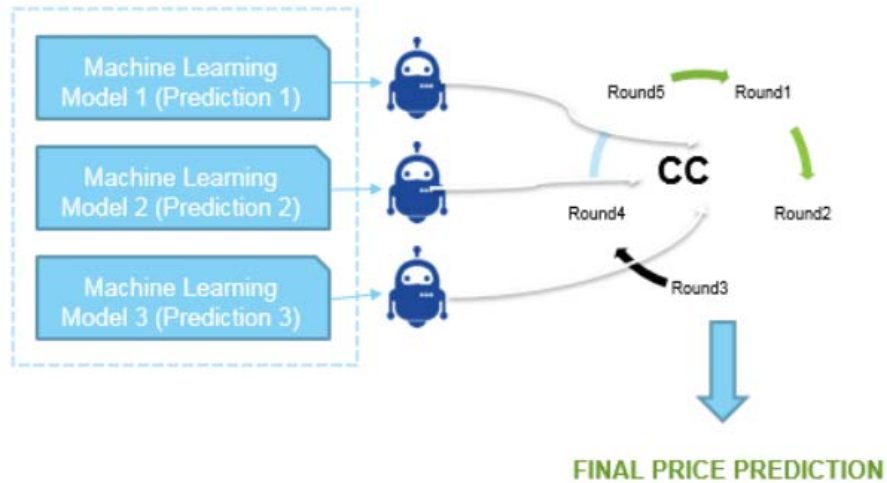 Machine Learning
Model 1 (Prediction 1)
Machine Learning
Model 2 (Prediction 2)
Machine Learning
Model 3 (Prediction 3)
Round5
Round1
CC
Round4
Round2
Round3
FINAL PRICE PREDICTION